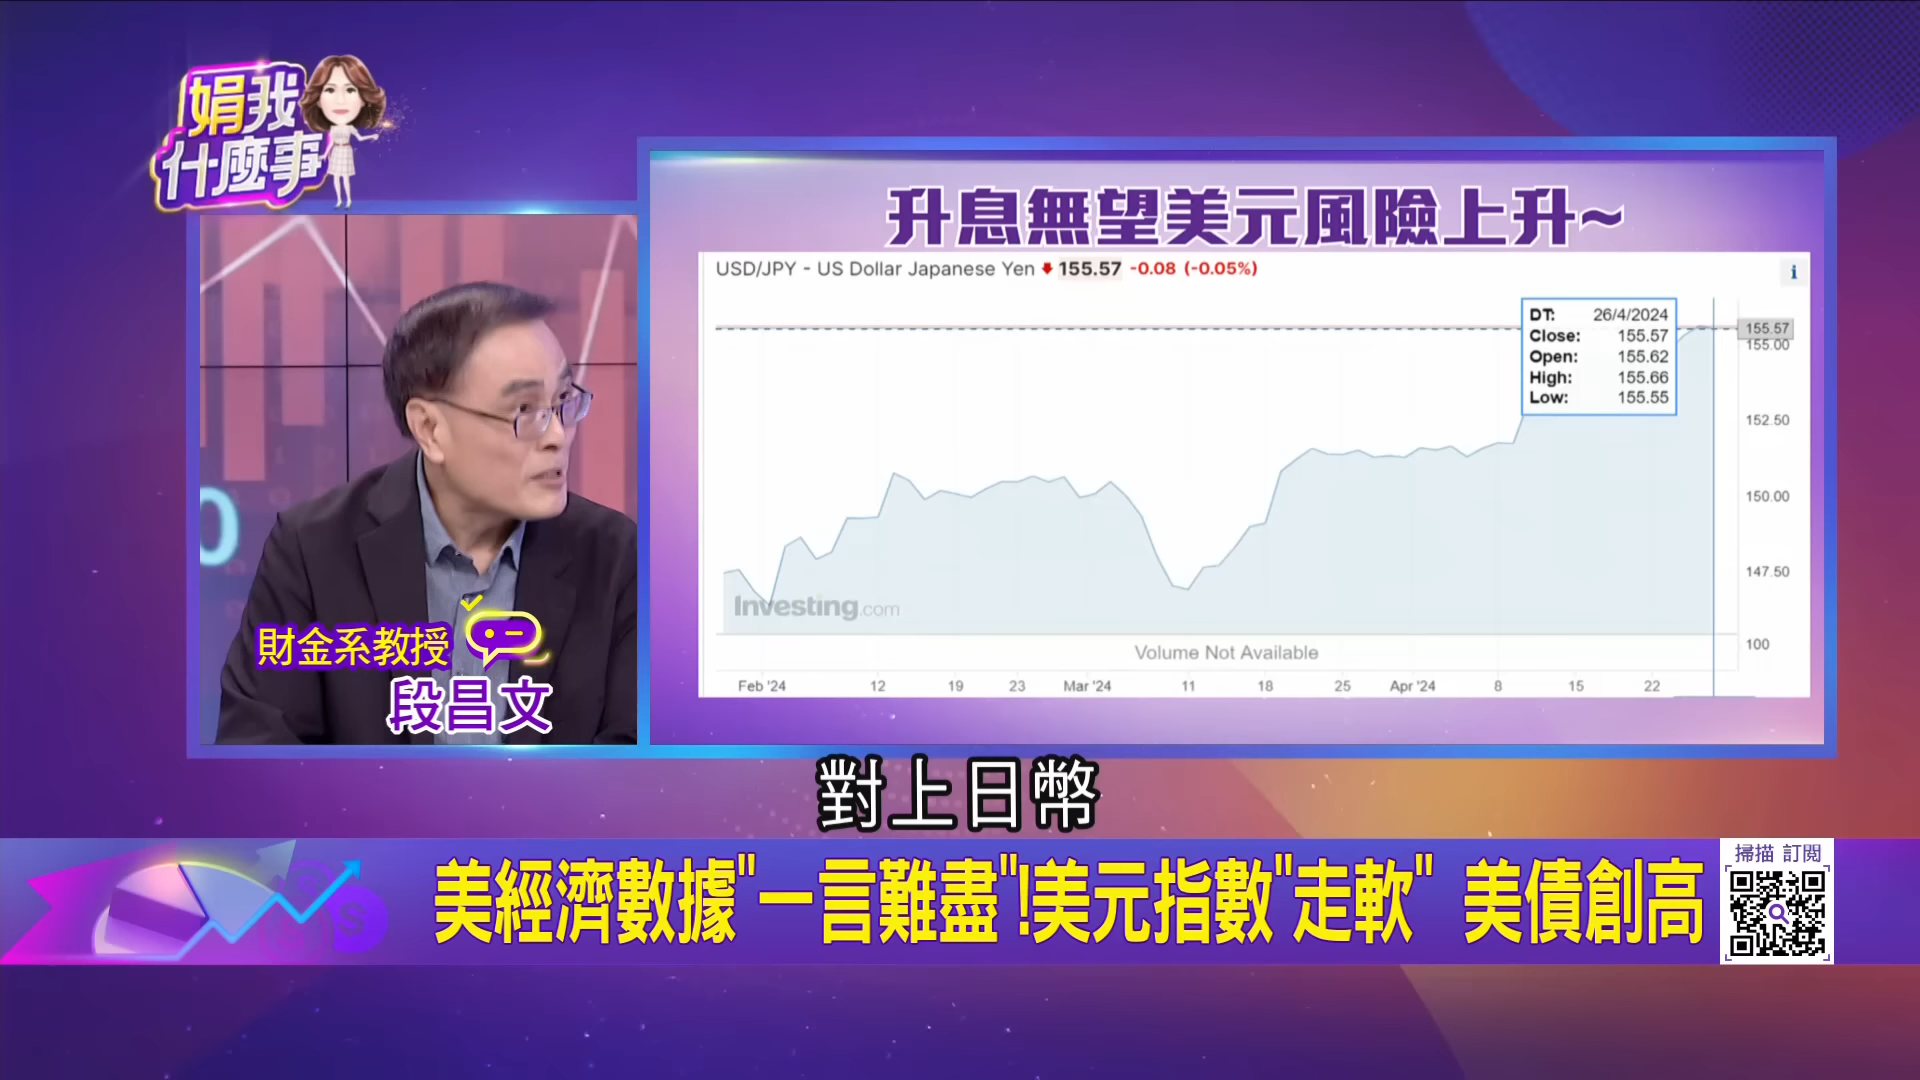 娟我
什麼事
升息無望美元風險上升~
USD/JPY - US Dollar Japanese Yen 155.57 -0.08 (-0.05%)
i
DT: 26/4/2024
Close: 155.57
Open: 155.62
High: 155.66
Low: 155.55
155.57
155.00
152.50
150.00
147.50
100
Investing.com
Volume Not Available
Feb '24 12 19 23 Mar '24 11 18 25 Apr '24 8 15 22
0
財金系教授
段昌文
對上日幣
美經濟數據"一言難盡"!美元指數"走軟" 美債創高
掃描 訂閱